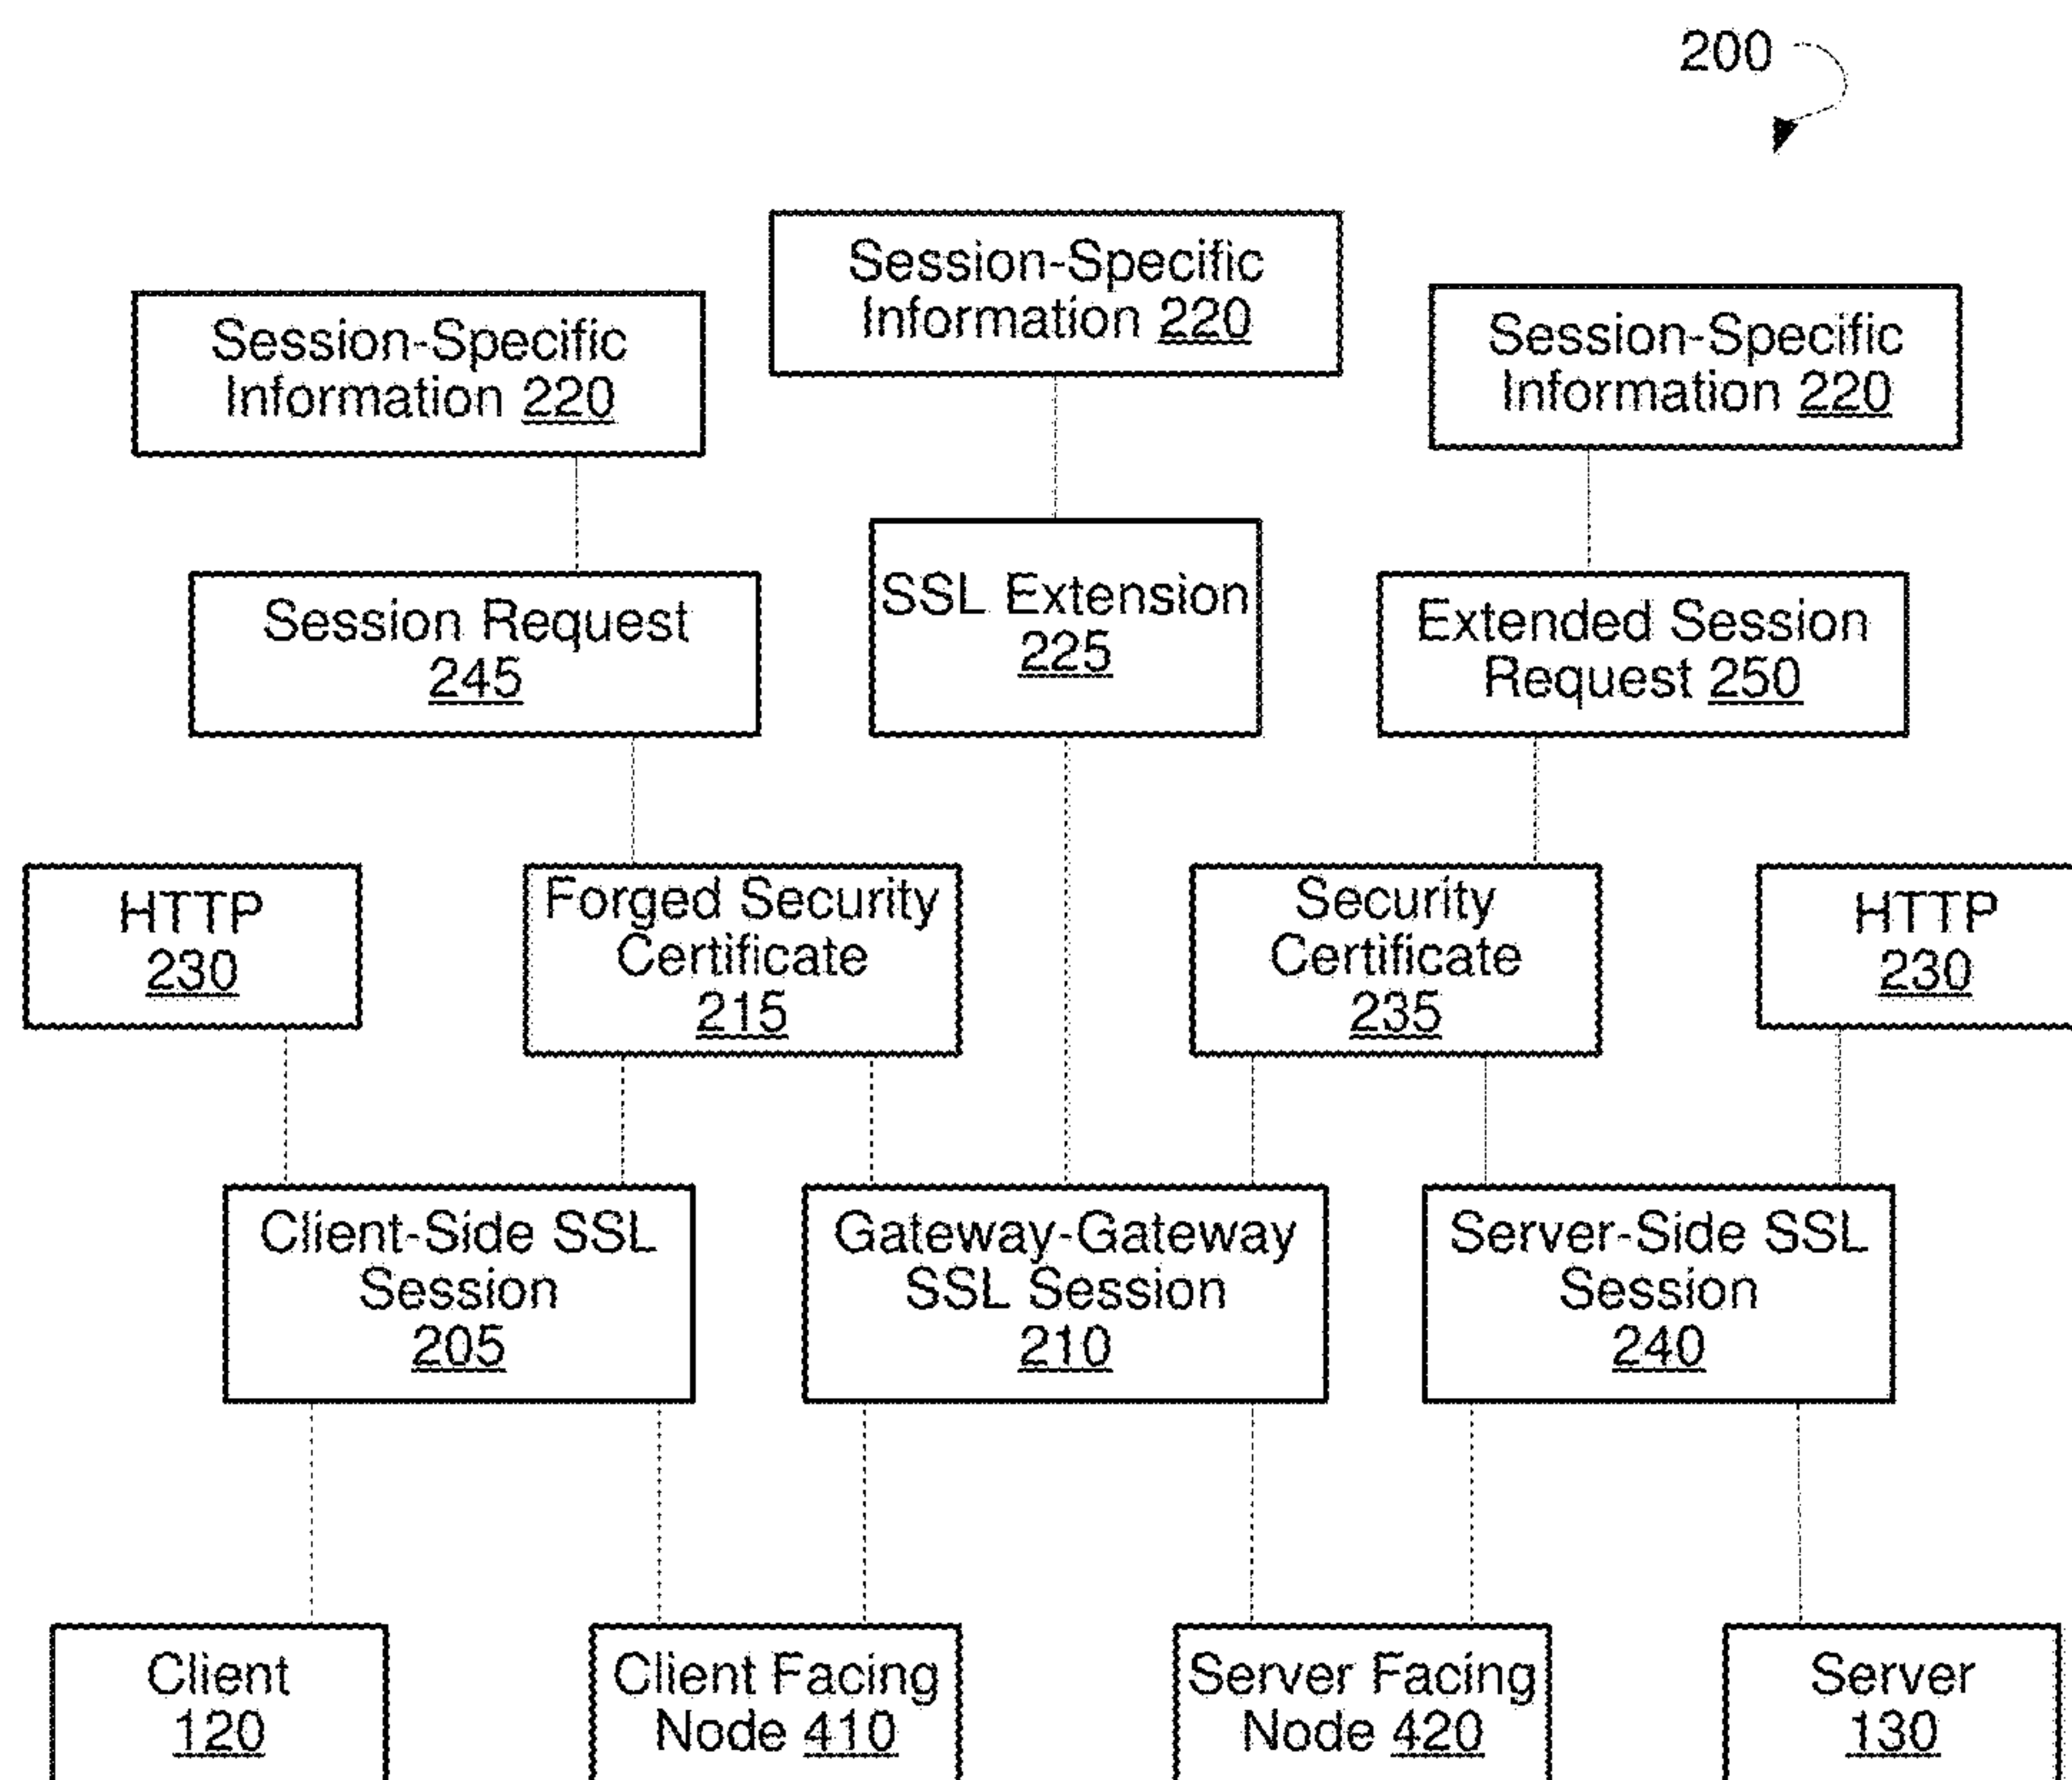 200
Session-Specific
Information 220
Session-Specific
Information 220
Session-Specific
Information 220
Session Request
245
SSL Extension
225
Extended Session
Request 250
HTTP
230
Forged Security
Certificate
215
Security
Certificate
235
HTTP
230
Client-Side SSL
Session
205
Gateway-Gateway
SSL Session
210
Server-Side SSL
Session
240
Client
120
Client Facing
Node 410
Server Facing
Node 420
Server
130